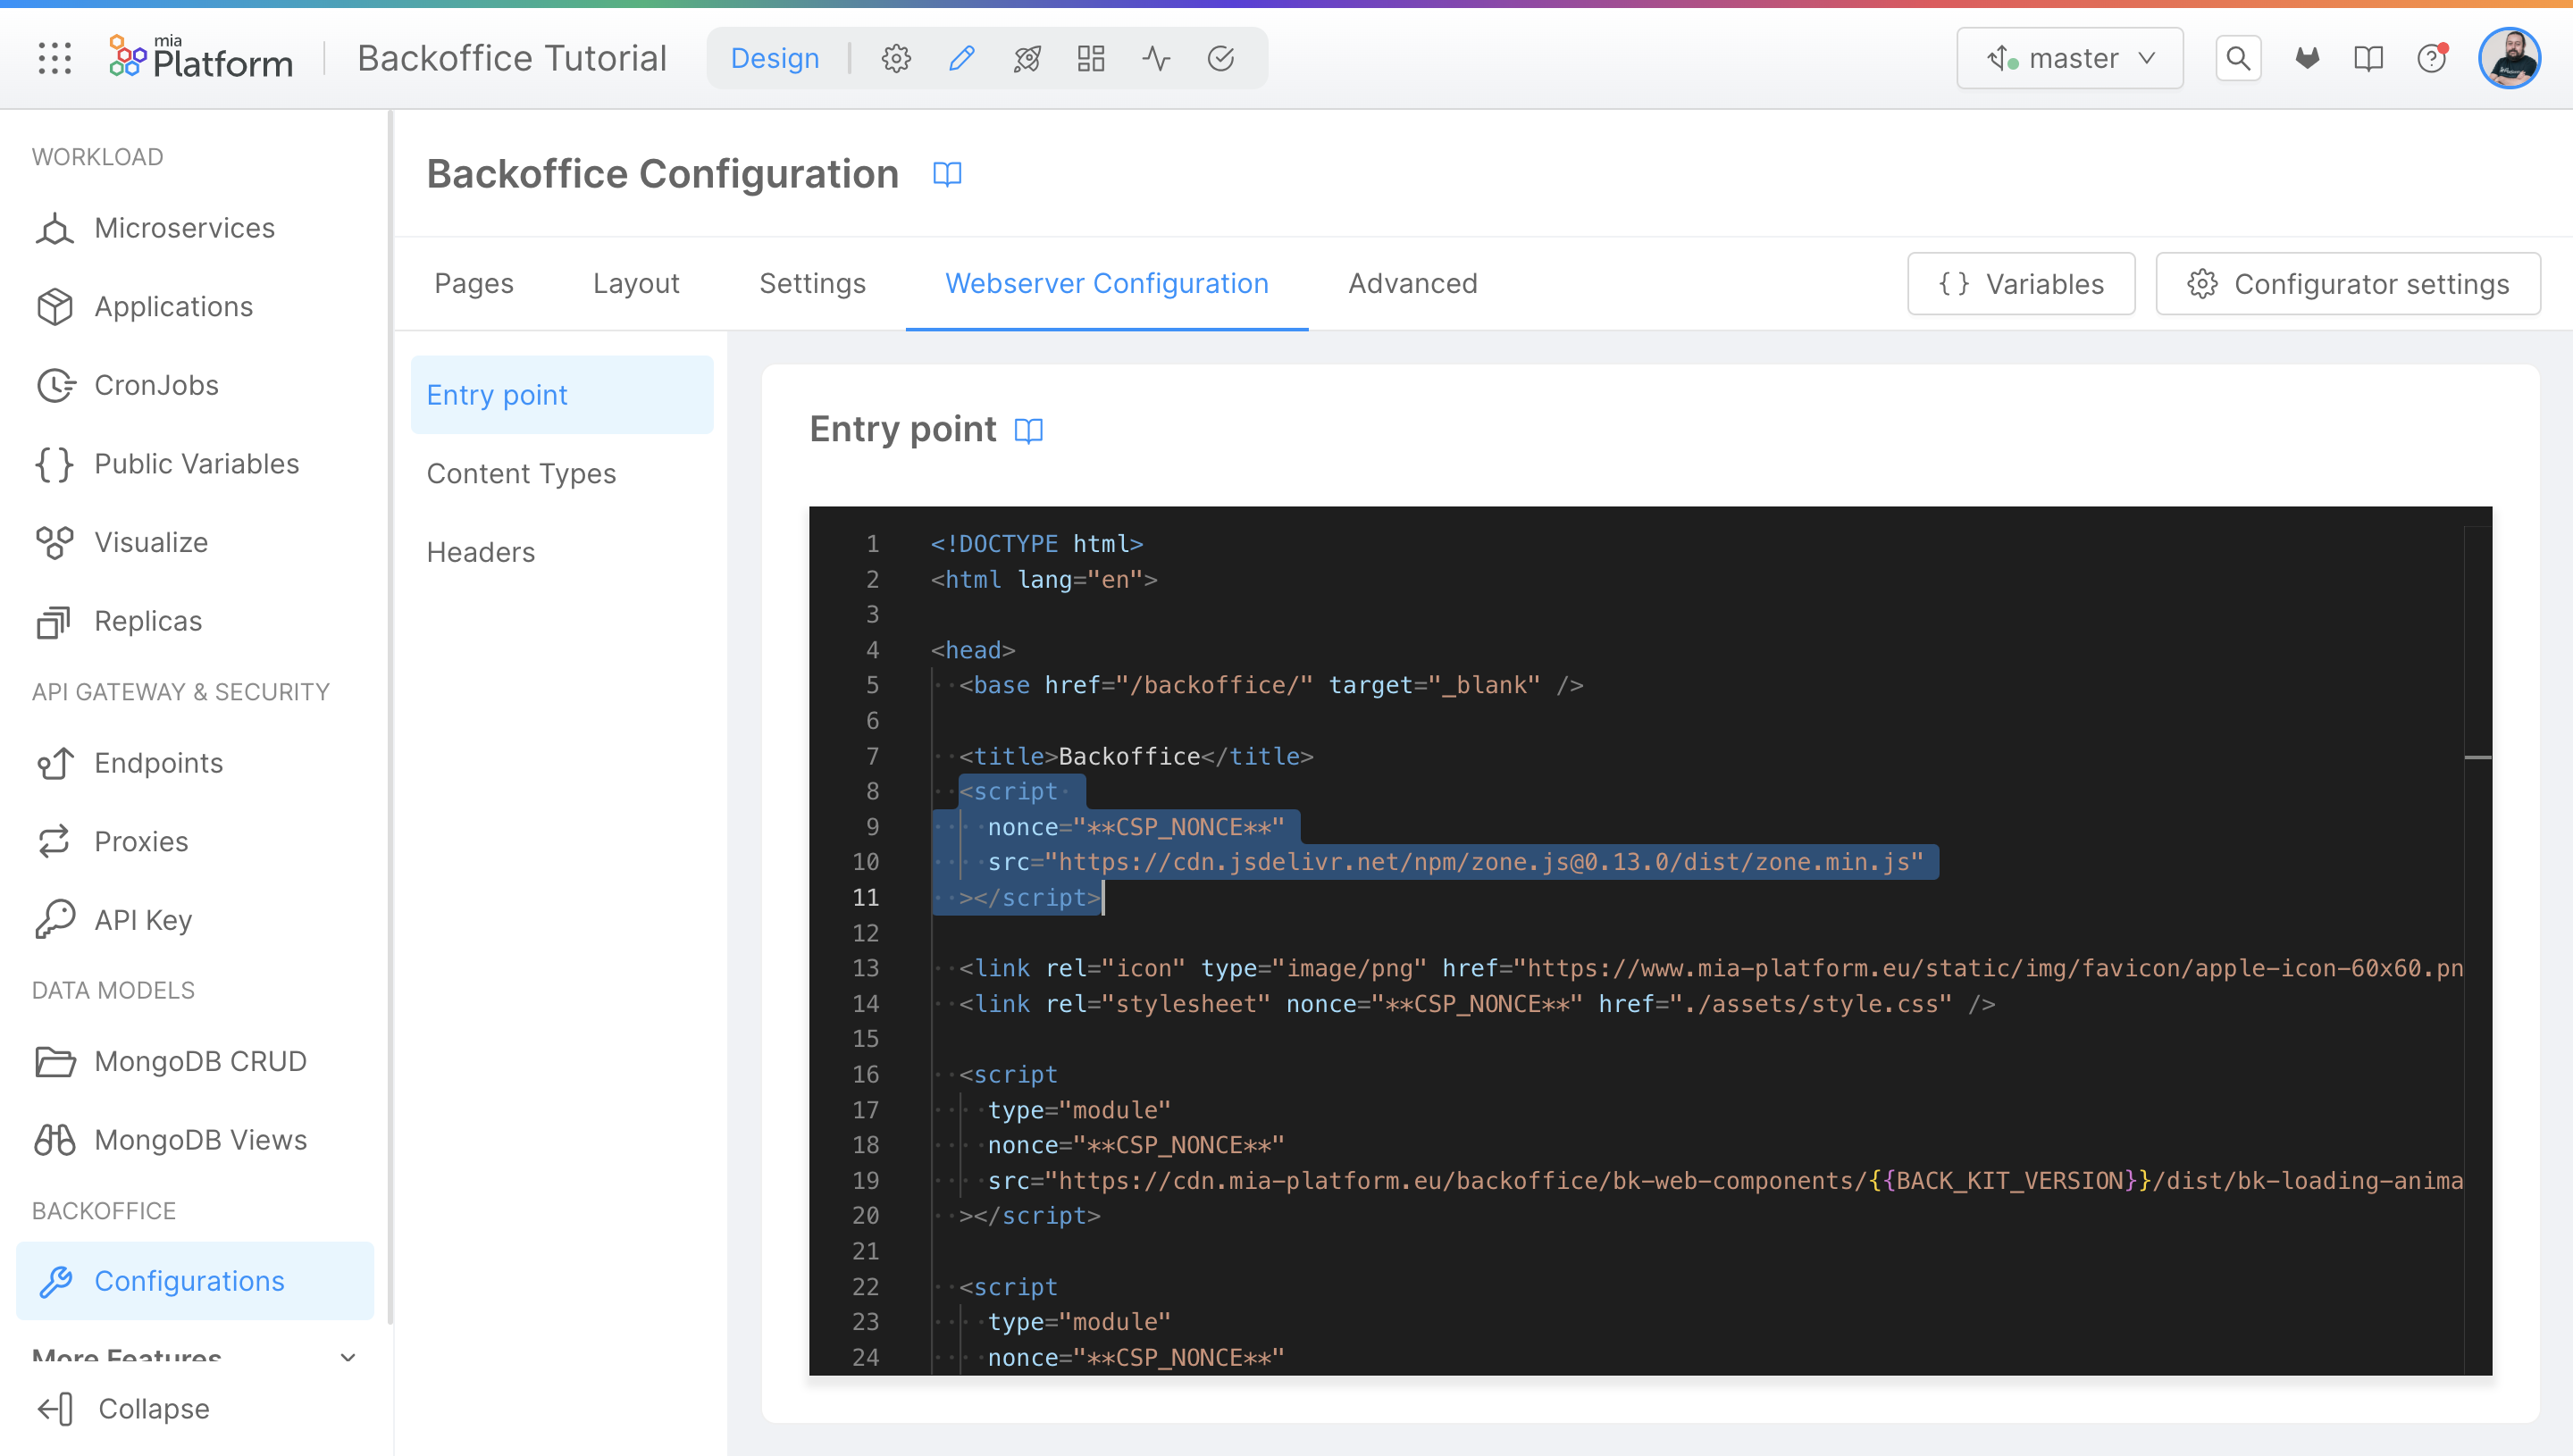 mia
Platform
Backoffice Tutorial
Design
master
WORKLOAD
Microservices
Applications
CronJobs
Public Variables
Visualize
Replicas
API GATEWAY & SECURITY
Endpoints
Proxies
API Key
DATA MODELS
MongoDB CRUD
MongoDB Views
BACKOFFICE
Configurations
More Features
Collapse
Backoffice Configuration
Pages
Layout
Settings
Webserver Configuration
Advanced
{ } Variables
Configurator settings
Entry point
Content Types
Headers
Entry point
1 <!DOCTYPE html>
2 <html lang="en">
3
4 <head>
5 <base href="/backoffice/" target="_blank" />
6
7 <title>Backoffice</title>
8 <script
9 nonce="**CSP_NONCE**"
10 src="https://cdn.jsdelivr.net/npm/zone.js@0.13.0/dist/zone.min.js"
11 ></script>
12
13 <link rel="icon" type="image/png" href="https://www.mia-platform.eu/static/img/favicon/apple-icon-60x60.pn
14 <link rel="stylesheet" nonce="**CSP_NONCE**" href="./assets/style.css" />
15
16 <script
17 type="module"
18 nonce="**CSP_NONCE**"
19 src="https://cdn.mia-platform.eu/backoffice/bk-web-components/{{BACK_KIT_VERSION}}/dist/bk-loading-anima
20 ></script>
21
22 <script
23 type="module"
24 nonce="**CSP_NONCE**"